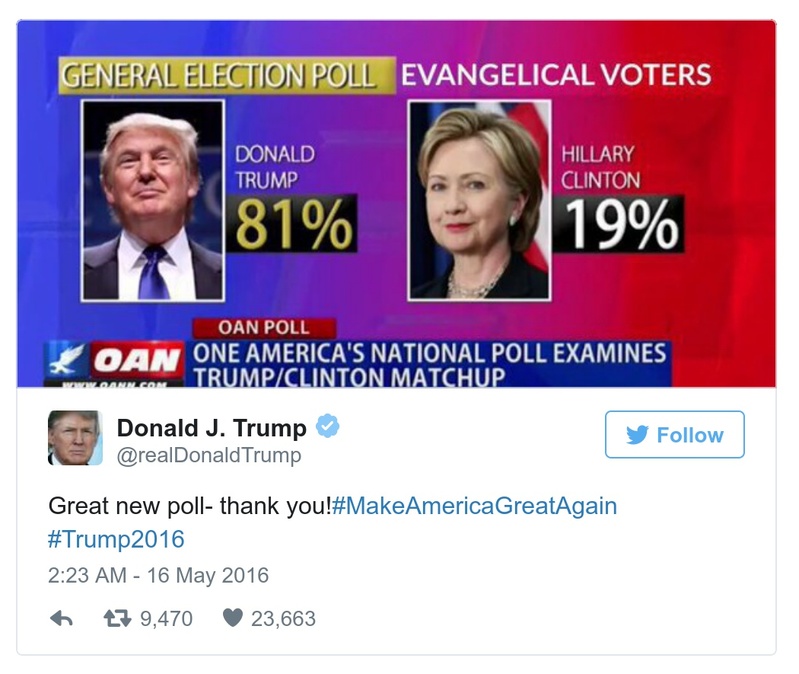 GENERAL ELECTION POLL EVANGELICAL VOTERS
DONALD
TRUMP
81%
HILLARY
CLINTON
19%
OAN POLL
OAN
WWW.OANN.COM
ONE AMERICA'S NATIONAL POLL EXAMINES
TRUMP/CLINTON MATCHUP
Donald J. Trump
@realDonaldTrump
Follow
Great new poll- thank you!#MakeAmericaGreatAgain
#Trump2016
2:23 AM - 16 May 2016
9,470 23,663